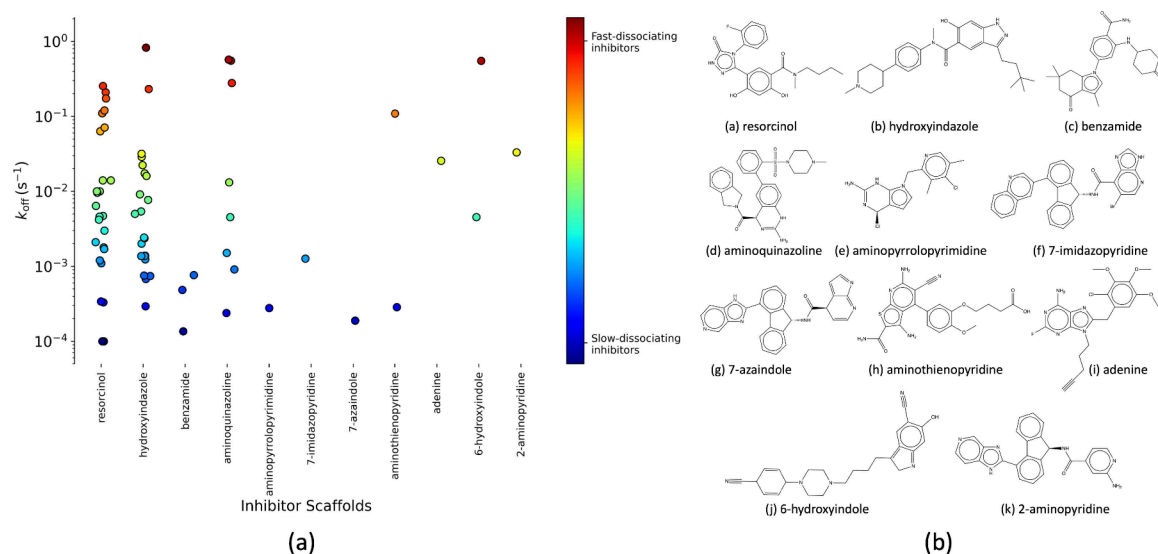 k_off (s⁻¹)
10⁰
10⁻¹
10⁻²
10⁻³
10⁻⁴
resorcinol
hydroxyindazole
benzamide
aminoquinazoline
aminopyrrolopyrimidine
7-imidazopyridine
7-azaindole
aminothienopyridine
adenine
6-hydroxyindole
2-aminopyridine
Inhibitor Scaffolds
Fast-dissociating
inhibitors
Slow-dissociating
inhibitors
(a)
(a) resorcinol
(b) hydroxyindazole
(c) benzamide
(d) aminoquinazoline
(e) aminopyrrolopyrimidine
(f) 7-imidazopyridine
(g) 7-azaindole
(h) aminothienopyridine
(i) adenine
(j) 6-hydroxyindole
(k) 2-aminopyridine
(b)